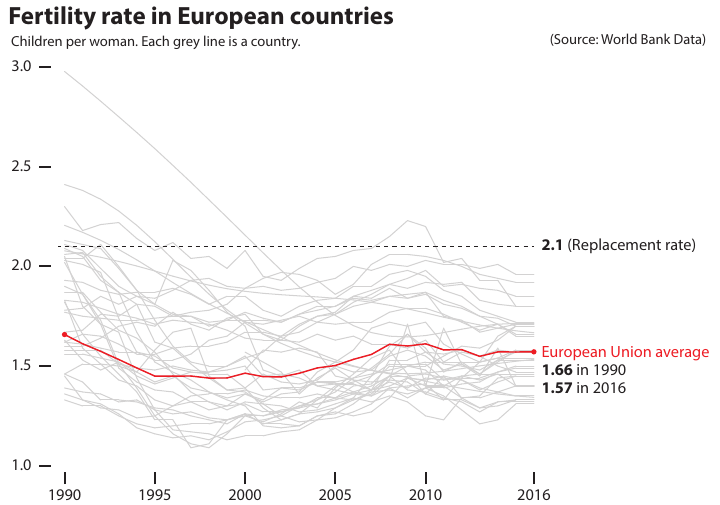 Fertility rate in European countries
Children per woman. Each grey line is a country.
(Source: World Bank Data)
3.0
2.5
2.1 (Replacement rate)
2.0
European Union average
1.5
1.66 in 1990
1.57 in 2016
1.0
1990 1995 2000 2005 2010 2016